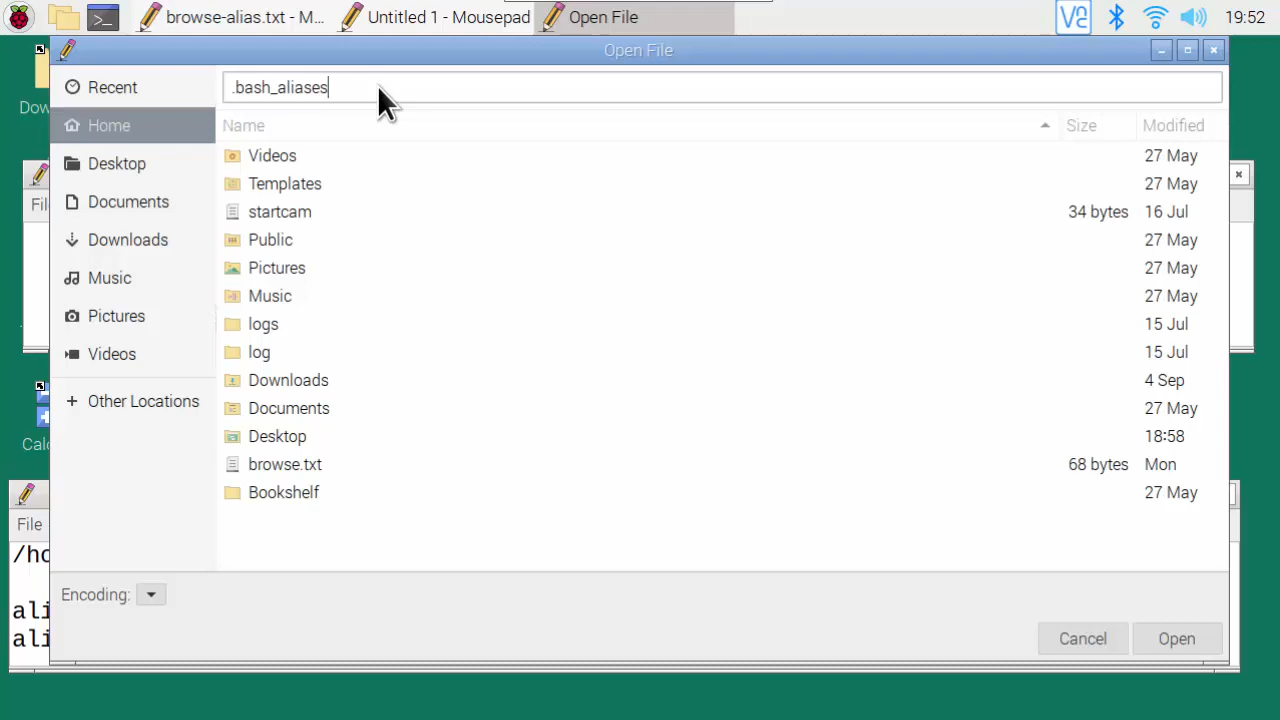 browse-alias.txt - M...
Untitled 1 - Mousepad
Open File
19:52
Open File
Dow
Calc
Fil
File
/ho
ali
ali
.bash_aliases
Recent
Home
Desktop
Documents
Downloads
Music
Pictures
Videos
+ Other Locations
Name Size Modified
Videos 27 May
Templates 27 May
startcam 34 bytes 16 Jul
Public 27 May
Pictures 27 May
Music 27 May
logs 15 Jul
log 15 Jul
Downloads 4 Sep
Documents 27 May
Desktop 18:58
browse.txt 68 bytes Mon
Bookshelf 27 May
Encoding:
Cancel Open